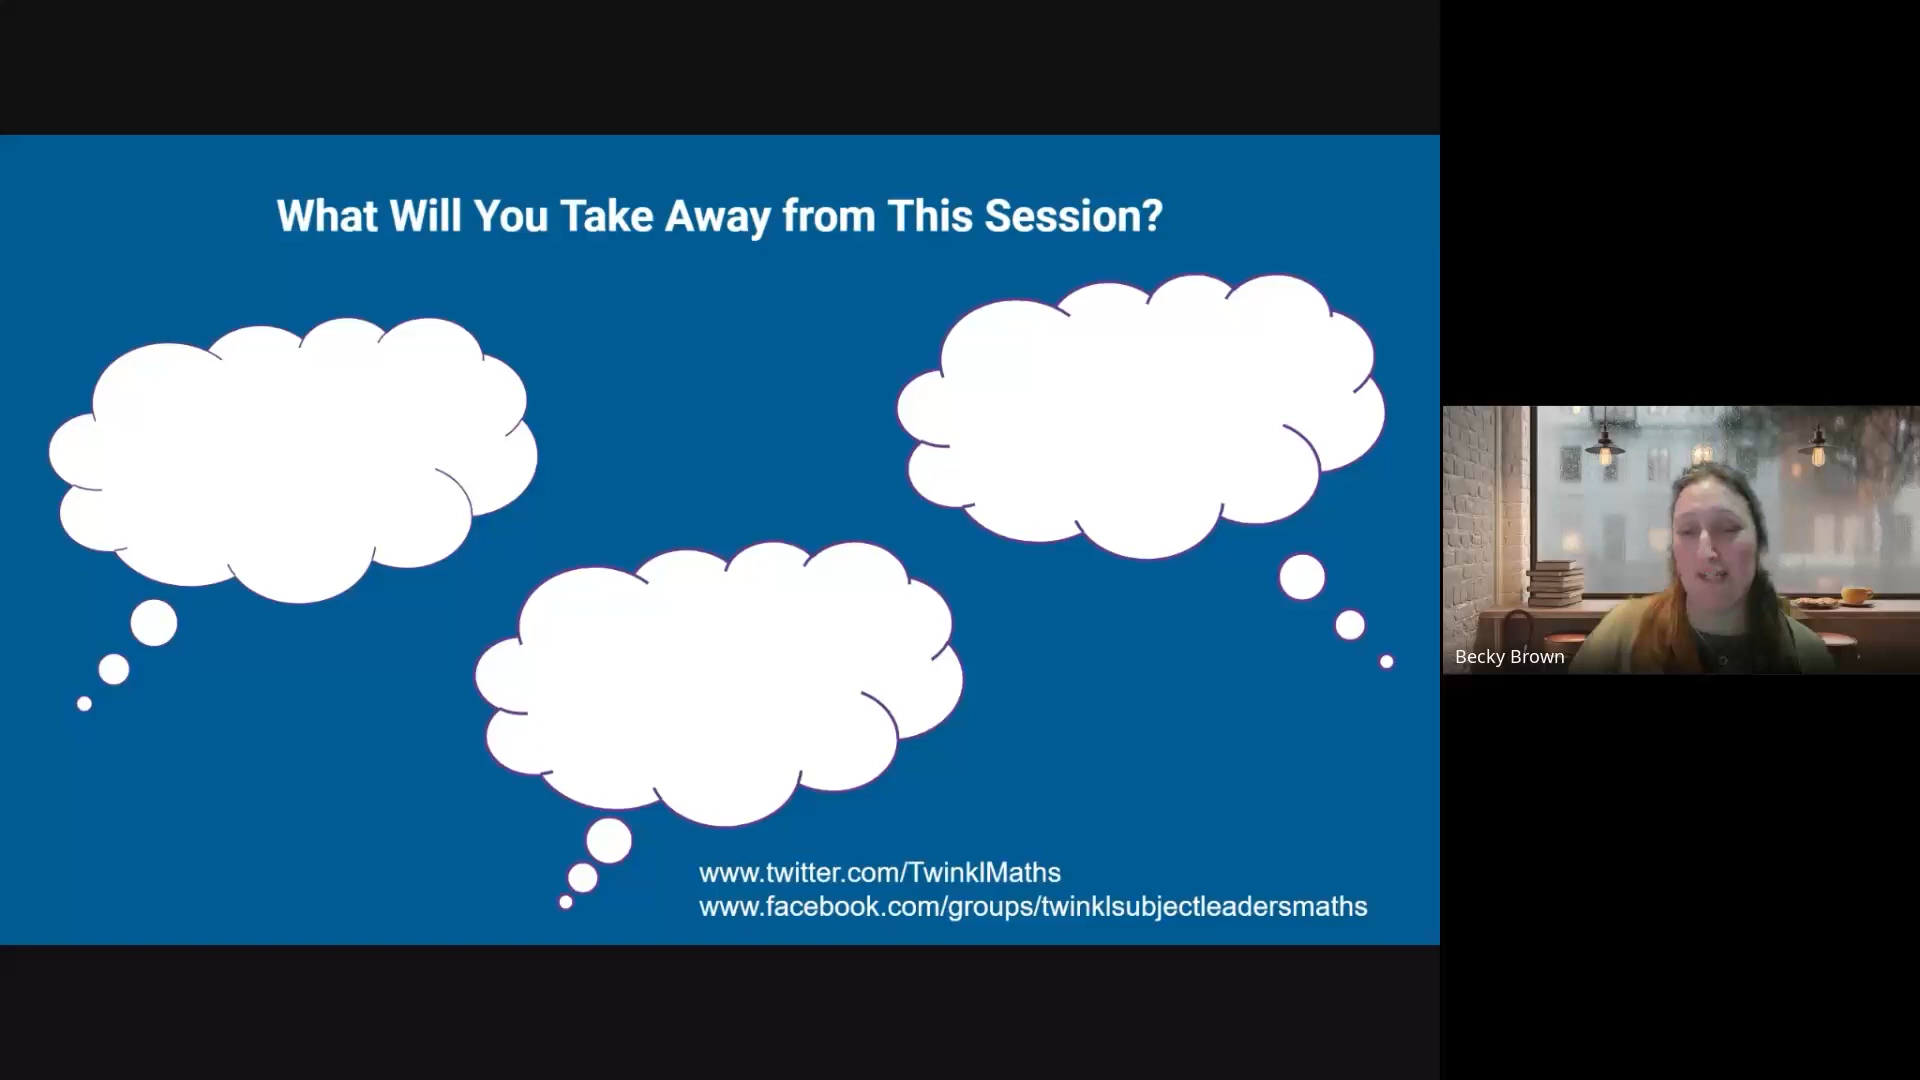 What Will You Take Away from This Session?
Becky Brown
www.twitter.com/TwinklMaths
www.facebook.com/groups/twinklsubjectleadersmaths